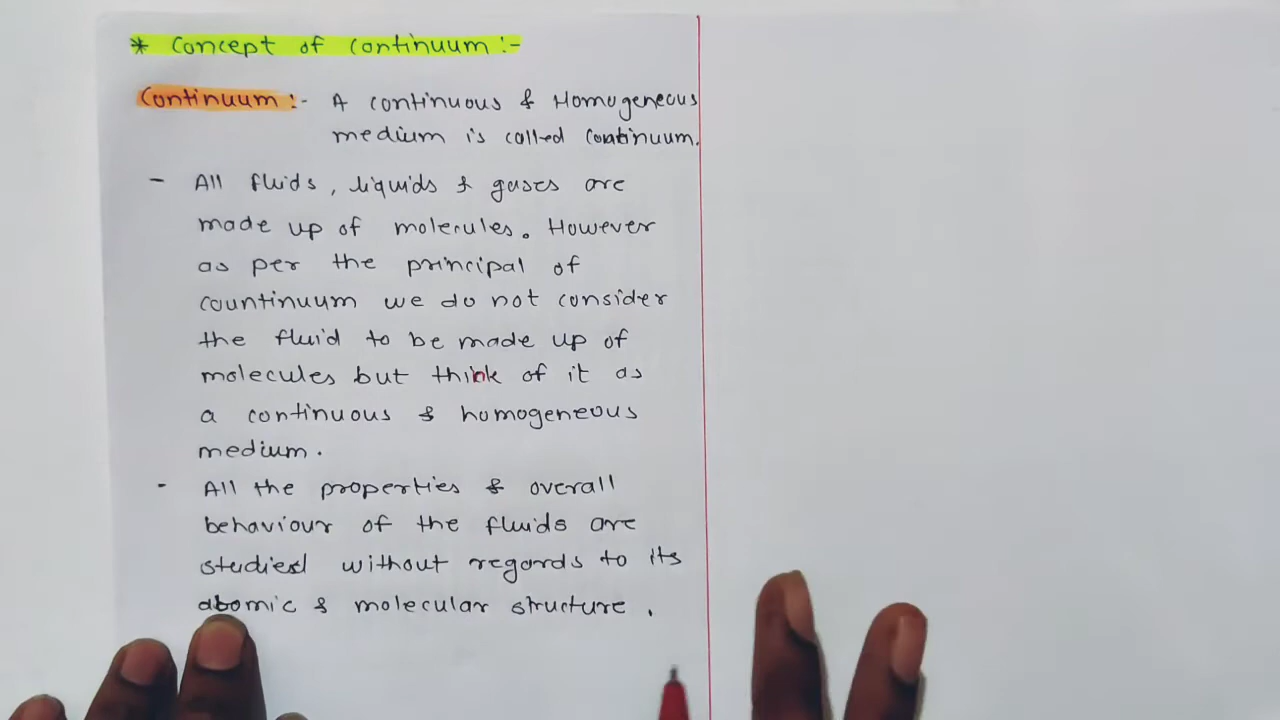 * Concept of continuum :-
Continuum :- A continuous & Homogeneous
medium is called continuum.
- All fluids, liquids & gases are
made up of molecules. However
as per the principal of
countinuum we do not consider
the fluid to be made up of
molecules but think of it as
a continuous & homogeneous
medium.
- All the properties & overall
behaviour of the fluids are
studied without regards to its
atomic & molecular structure.